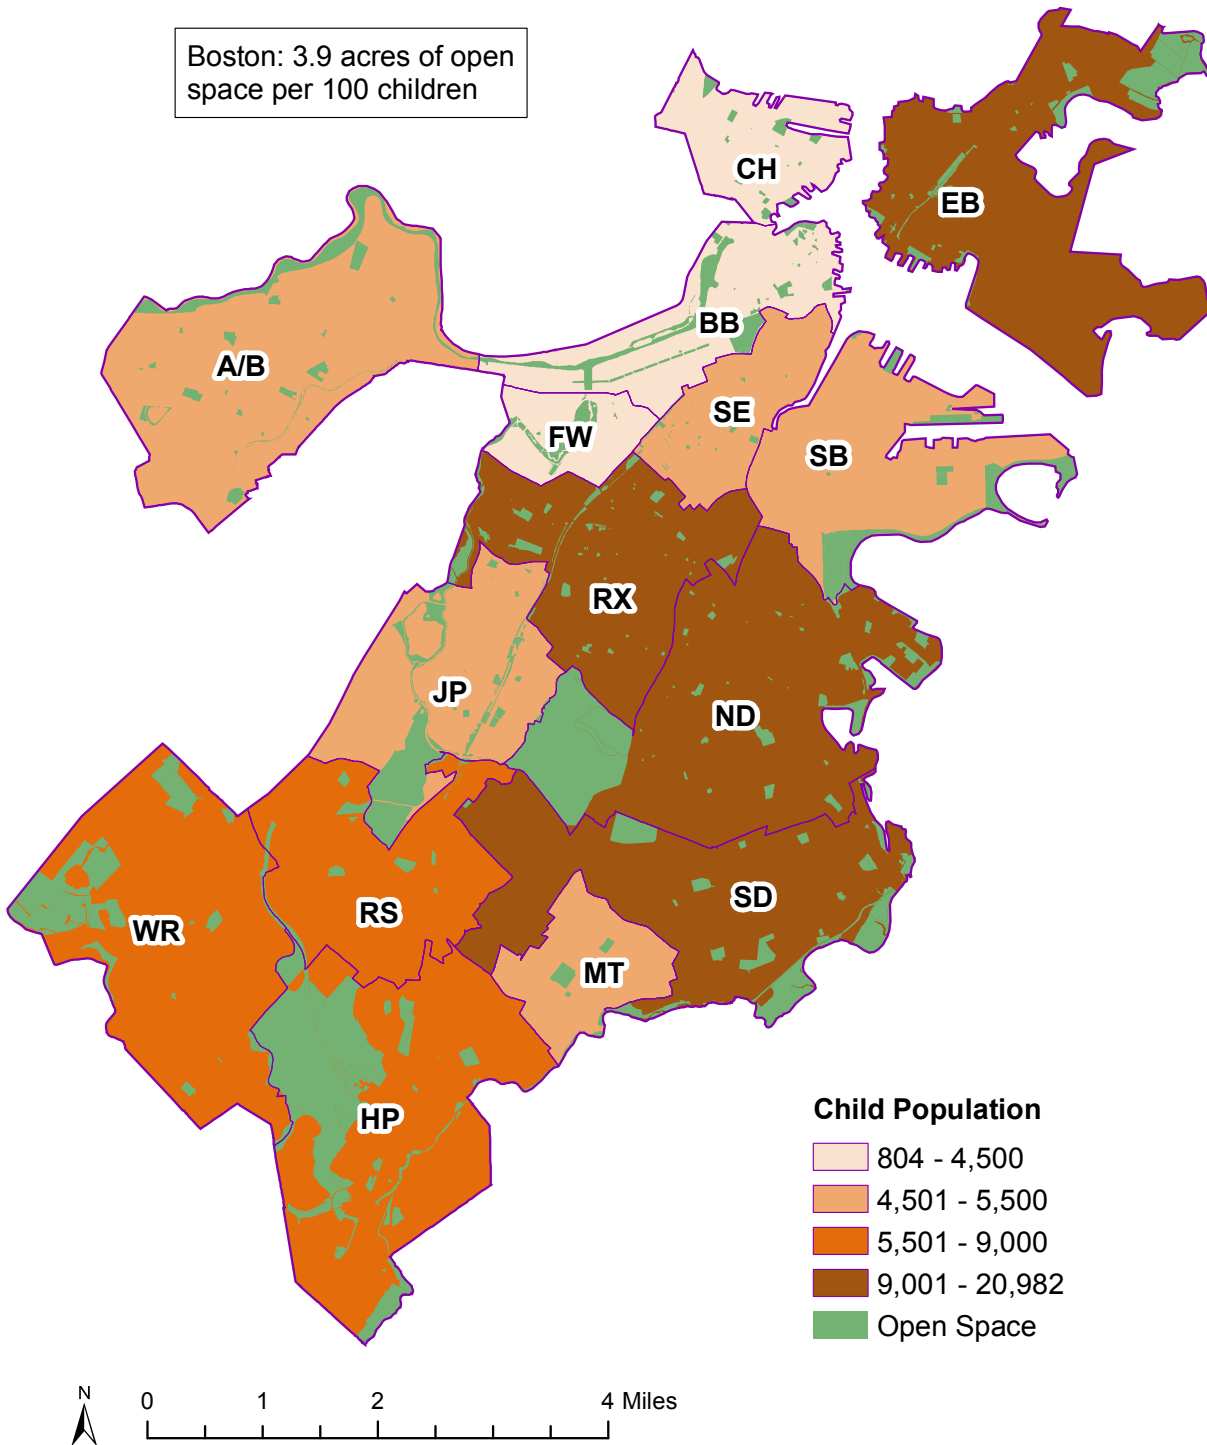 Boston: 3.9 acres of open
space per 100 children
CH
EB
BB
A/B
SE
FW
SB
RX
JP
ND
SD
RS
WR
MT
HP
Child Population
804 - 4,500
4,501 - 5,500
5,501 - 9,000
9,001 - 20,982
Open Space
N
0 1 2 4 Miles